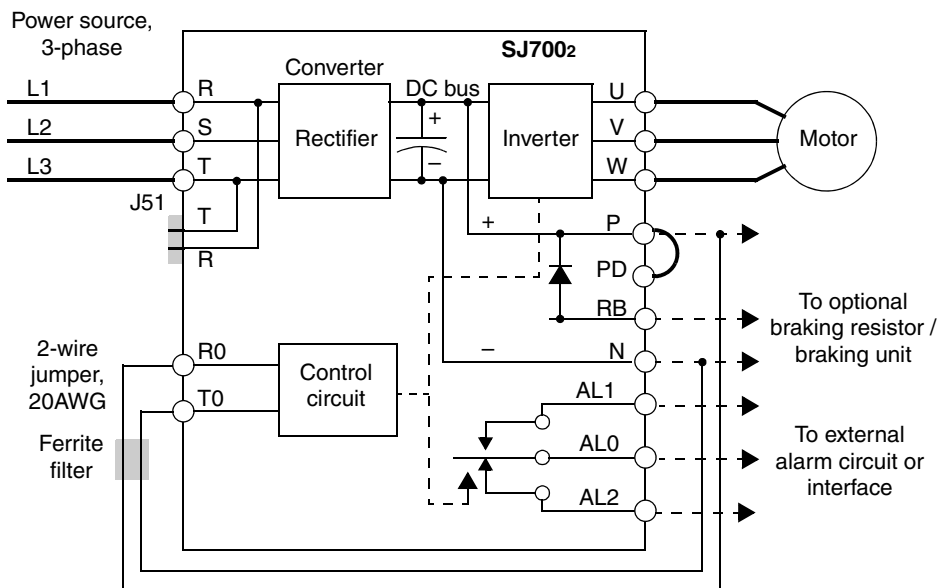 Power source,
3-phase
SJ7002
Converter
L1
R
Rectifier
DC bus
+
–
Inverter
U
Motor
L2
S
V
L3
T
W
J51
T
R
+
P
PD
RB
To optional
braking resistor /
braking unit
–
N
2-wire
jumper,
20AWG
R0
T0
Control
circuit
Ferrite
filter
AL1
AL0
AL2
To external
alarm circuit or
interface